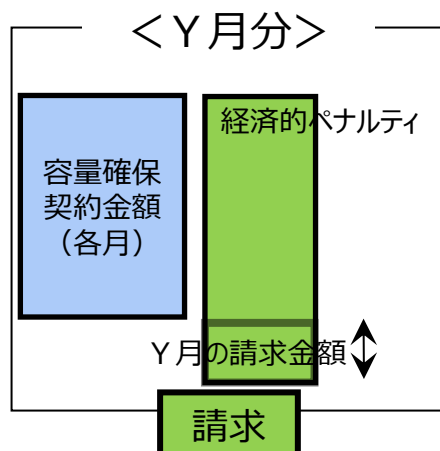 ＜Ｙ月分＞
経済的ペナルティ
容量確保
契約金額
（各月）
Ｙ月の請求金額
請求